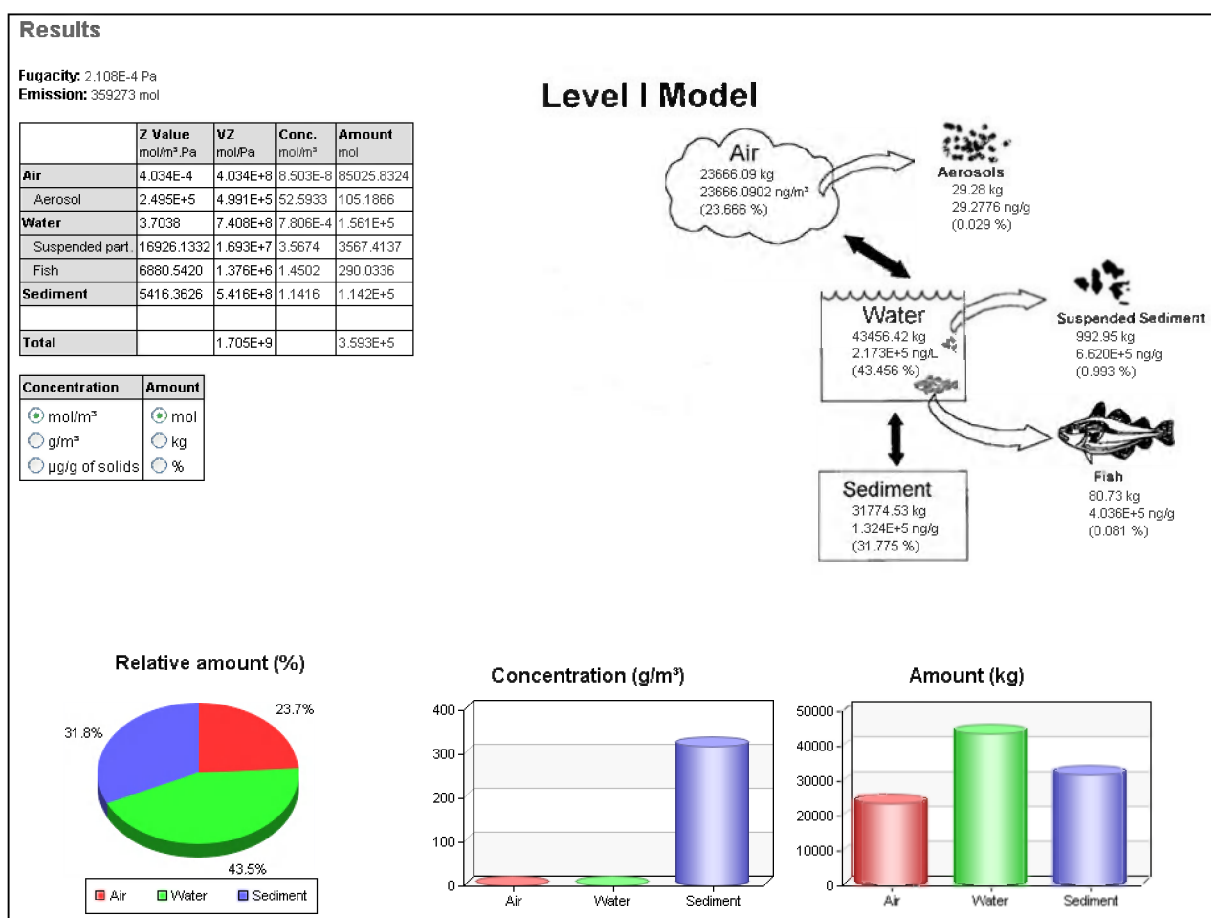 Results
Fugacity: 2.108E-4 Pa
Emission: 359273 mol
Z Value VZ Conc. Amount
mol/m³.Pa mol/Pa mol/m³ mol
Air 4.034E-4 4.034E+8 8.503E-8 85025.8324
Aerosol 2.495E+5 4.991E+5 52.5933 105.1866
Water 3.7038 7.408E+8 7.806E-4 1.561E+5
Suspended part. 16926.1332 1.693E+7 3.5674 3567.4137
Fish 6880.5420 1.376E+6 1.4502 290.0336
Sediment 5416.3626 5.416E+8 1.1416 1.142E+5
Total 1.705E+9 3.593E+5
Concentration Amount
mol/m³ mol
g/m³ kg
µg/g of solids %
Level I Model
Air
23666.09 kg
23666.0902 ng/m³
(23.666 %)
Aerosols
29.28 kg
29.2776 ng/g
(0.029 %)
Water
43456.42 kg
2.173E+5 ng/L
(43.456 %)
Suspended Sediment
992.95 kg
6.620E+5 ng/g
(0.993 %)
Fish
80.73 kg
4.036E+5 ng/g
(0.081 %)
Sediment
31774.53 kg
1.324E+5 ng/g
(31.775 %)
Relative amount (%)
23.7%
31.8%
43.5%
Air Water Sediment
Concentration (g/m³)
400
300
200
100
0
Air Water Sediment
Amount (kg)
50000
40000
30000
20000
10000
0
Air Water Sediment